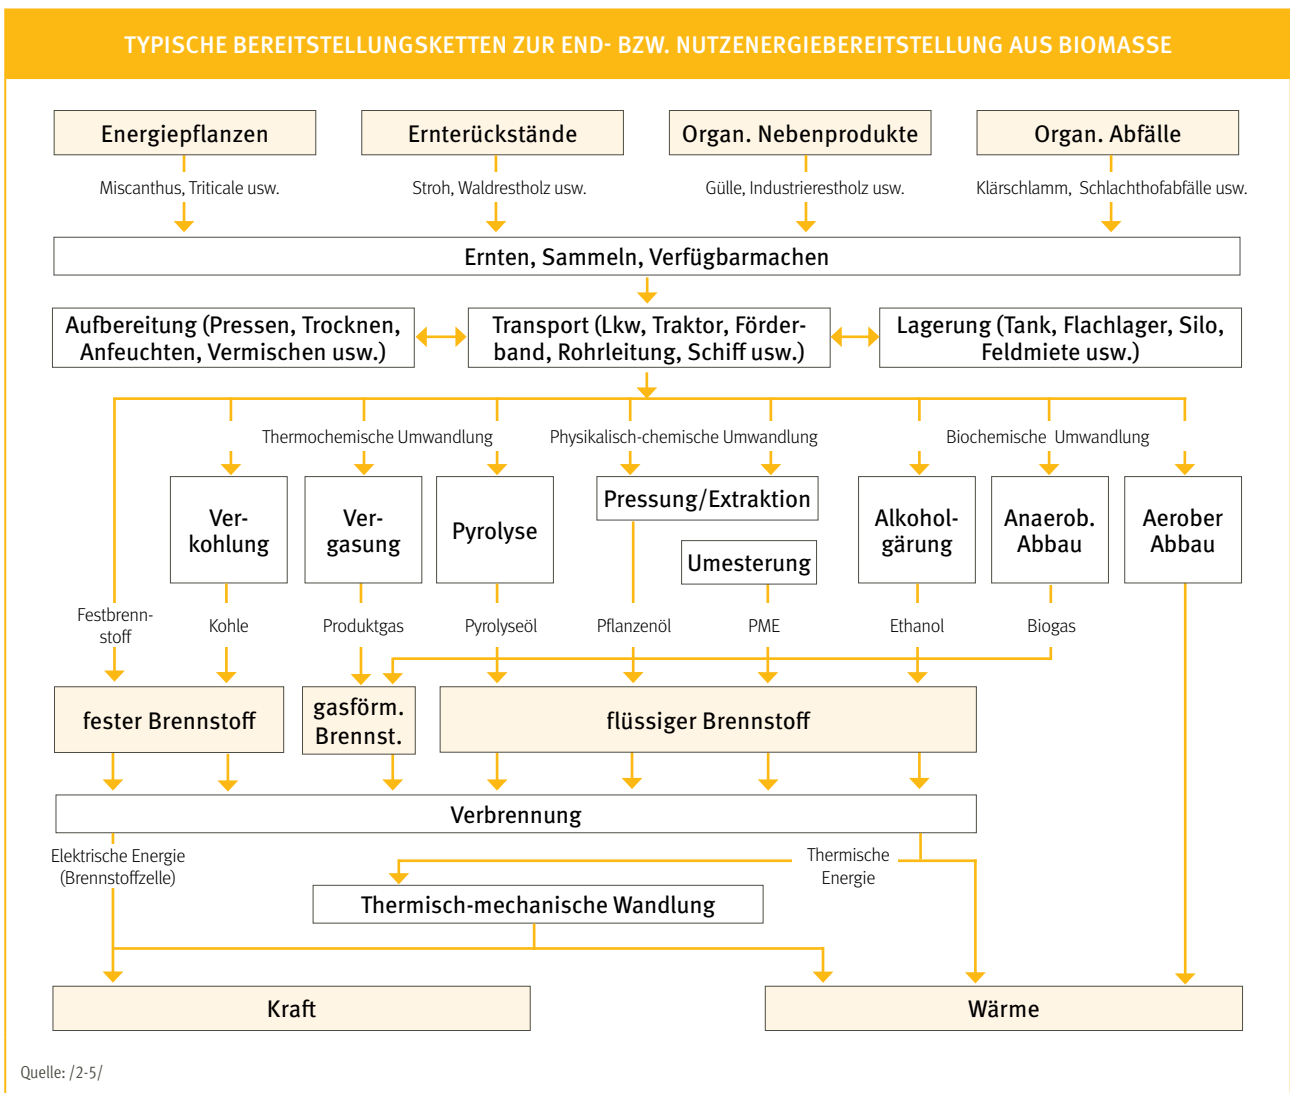 TYPISCHE BEREITSTELLUNGSKETTEN ZUR END- BZW. NUTZENERGIEBEREITSTELLUNG AUS BIOMASSE
Energiepflanzen
Ernterückstände
Organ. Nebenprodukte
Organ. Abfälle
Miscanthus, Triticale usw.
Stroh, Waldrestholz usw.
Gülle, Industrierestholz usw.
Klärschlamm, Schlachthofabfälle usw.
Ernten, Sammeln, Verfügbarmachen
Aufbereitung (Pressen, Trocknen,
Anfeuchten, Vermischen usw.)
Transport (Lkw, Traktor, Förder-
band, Rohrleitung, Schiff usw.)
Lagerung (Tank, Flachlager, Silo,
Feldmiete usw.)
Thermochemische Umwandlung
Physikalisch-chemische Umwandlung
Biochemische Umwandlung
Ver-
kohlung
Ver-
gasung
Pyrolyse
Pressung/Extraktion
Umesterung
Alkohol-
gärung
Anaerob.
Abbau
Aerober
Abbau
Festbrenn-
stoff
Kohle
Produktgas
Pyrolyseöl
Pflanzenöl
PME
Ethanol
Biogas
fester Brennstoff
gasförm.
Brennst.
flüssiger Brennstoff
Verbrennung
Elektrische Energie
(Brennstoffzelle)
Thermische
Energie
Thermisch-mechanische Wandlung
Kraft
Wärme
Quelle: /2-5/